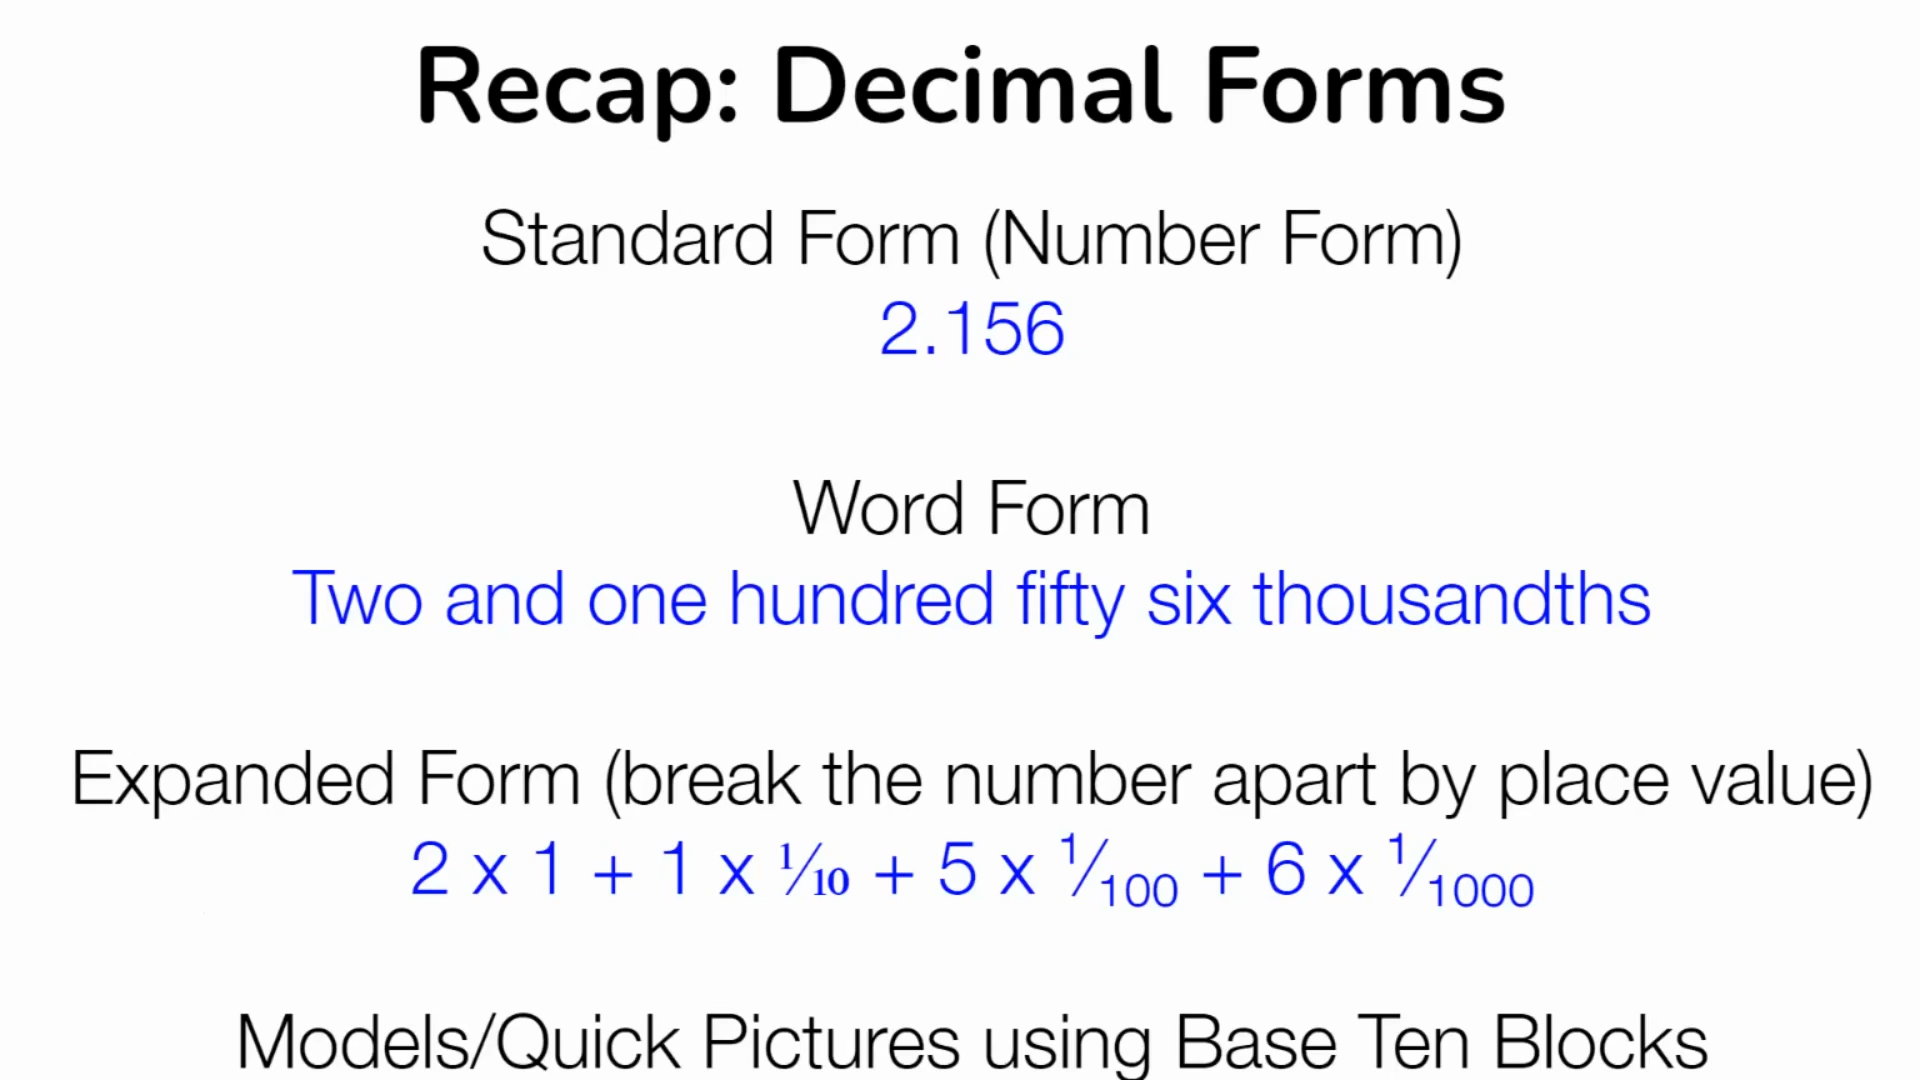 Recap: Decimal Forms
Standard Form (Number Form)
2.156
Word Form
Two and one hundred fifty six thousandths
Expanded Form (break the number apart by place value)
2 x 1 + 1 x ⅒ + 5 x ¹⁄₁₀₀ + 6 x ¹⁄₁₀₀₀
Models/Quick Pictures using Base Ten Blocks